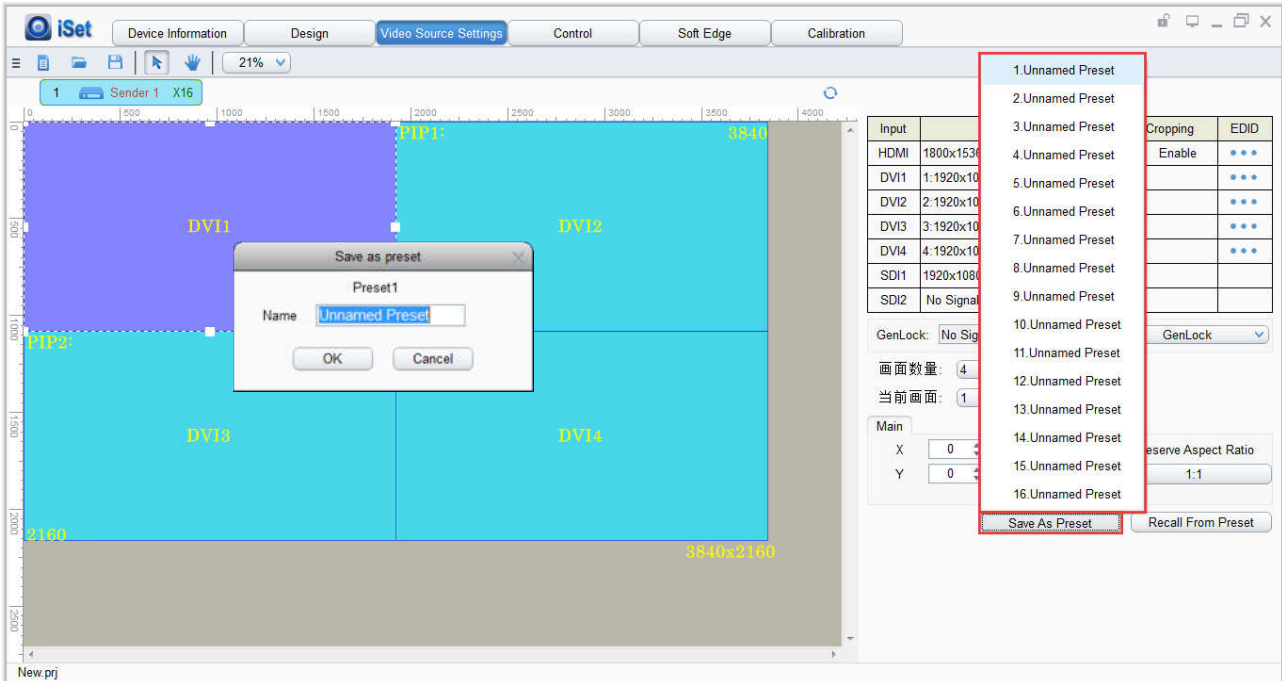 iSet
Device Information
Design
Video Source Settings
Control
Soft Edge
Calibration
21%
1 Sender 1 X16
0 500 1000 1500 2000 2500 3000 3500 4000
0
500
1000
1500
2000
2500
PIP1:
3840
DVI1
DVI2
PIP2:
DVI3
DVI4
2160
3840x2160
Save as preset
Preset1
Name Unnamed Preset
OK Cancel
1.Unnamed Preset
2.Unnamed Preset
3.Unnamed Preset
4.Unnamed Preset
5.Unnamed Preset
6.Unnamed Preset
7.Unnamed Preset
8.Unnamed Preset
9.Unnamed Preset
10.Unnamed Preset
11.Unnamed Preset
12.Unnamed Preset
13.Unnamed Preset
14.Unnamed Preset
15.Unnamed Preset
16.Unnamed Preset
Input Cropping EDID
HDMI 1800x1536 Enable
DVI1 1:1920x10
DVI2 2:1920x10
DVI3 3:1920x10
DVI4 4:1920x10
SDI1 1920x1080
SDI2 No Signal
GenLock: No Sig GenLock
画面数量: 4
当前画面: 1
Main
X 0 eserve Aspect Ratio
Y 0 1:1
Save As Preset Recall From Preset
New.prj